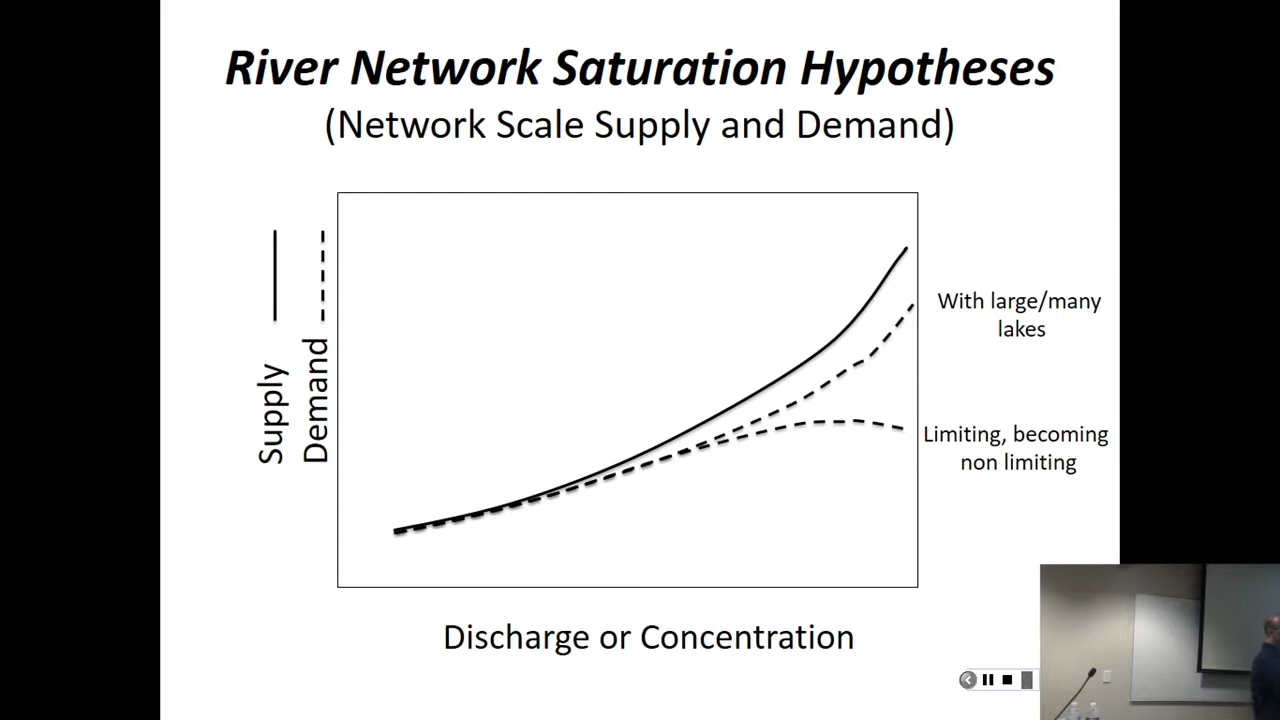 River Network Saturation Hypotheses
(Network Scale Supply and Demand)
Supply
Demand
With large/many
lakes
Limiting, becoming
non limiting
Discharge or Concentration